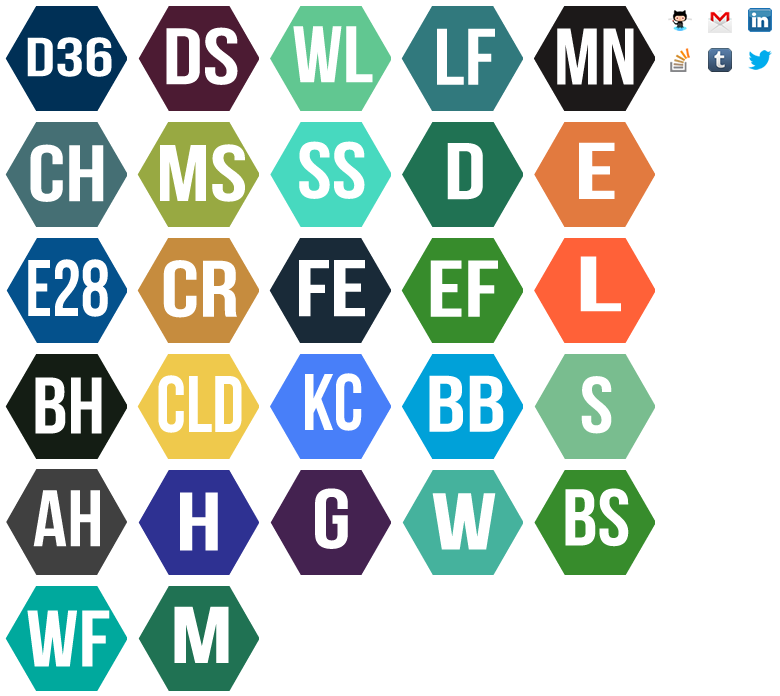 D36 DS WL LF MN
CH MS SS D E
E28 CR FE EF L
BH CLD KC BB S
AH H G W BS
WF M
in
t